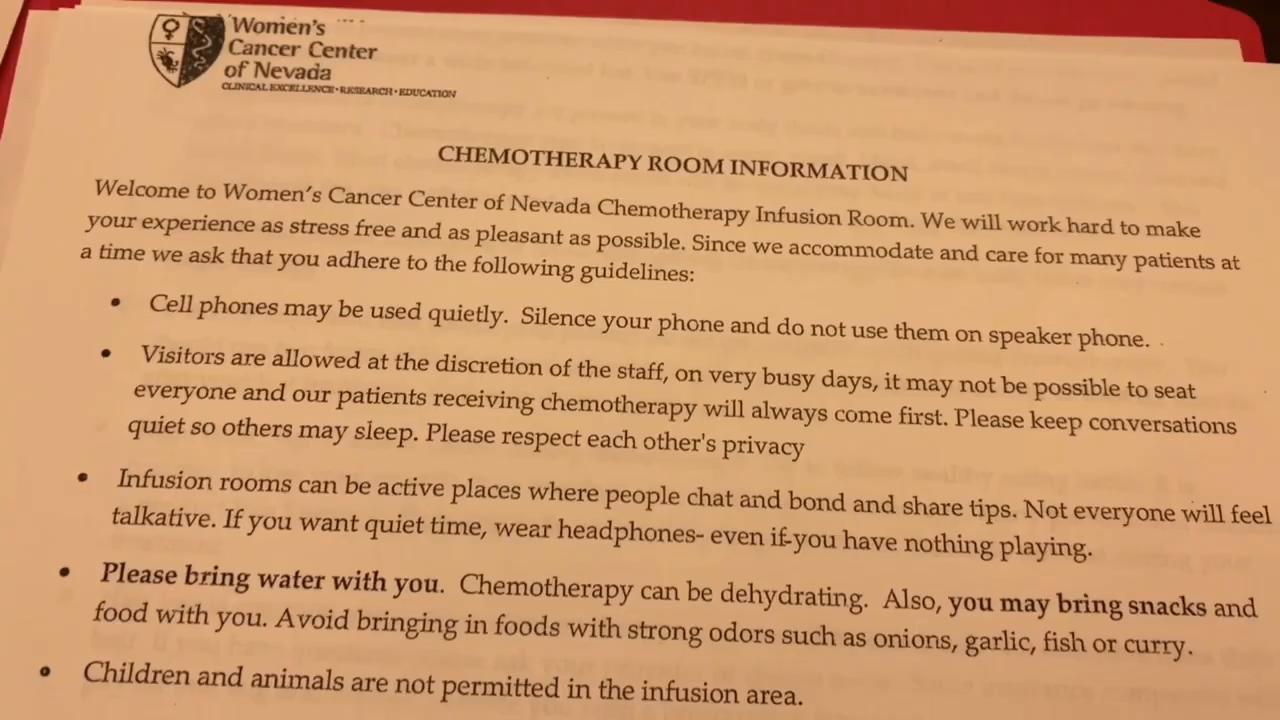 Women's
Cancer Center
of Nevada
CLINICAL EXCELLENCE • RESEARCH • EDUCATION
CHEMOTHERAPY ROOM INFORMATION
Welcome to Women's Cancer Center of Nevada Chemotherapy Infusion Room. We will work hard to make
your experience as stress free and as pleasant as possible. Since we accommodate and care for many patients at
a time we ask that you adhere to the following guidelines:
• Cell phones may be used quietly. Silence your phone and do not use them on speaker phone.
• Visitors are allowed at the discretion of the staff, on very busy days, it may not be possible to seat
everyone and our patients receiving chemotherapy will always come first. Please keep conversations
quiet so others may sleep. Please respect each other's privacy
• Infusion rooms can be active places where people chat and bond and share tips. Not everyone will feel
talkative. If you want quiet time, wear headphones- even if you have nothing playing.
• Please bring water with you. Chemotherapy can be dehydrating. Also, you may bring snacks and
food with you. Avoid bringing in foods with strong odors such as onions, garlic, fish or curry.
• Children and animals are not permitted in the infusion area.